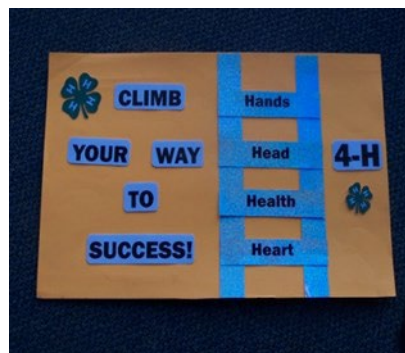 CLIMB
YOUR WAY
TO
SUCCESS!
Hands
Head
Health
Heart
4-H
H H H H